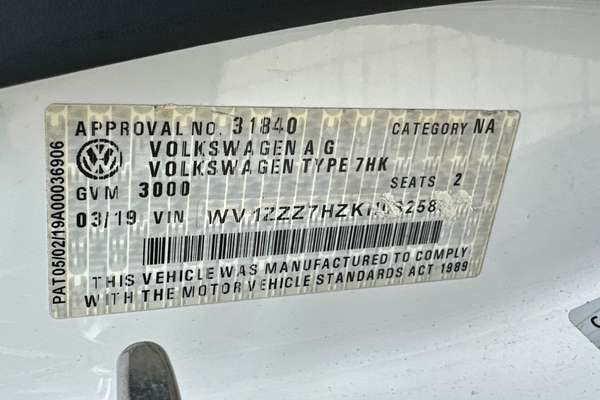 PAT05/02/19A00036906
APPROVAL NO. 31840 CATEGORY NA
VOLKSWAGEN AG
VOLKSWAGEN TYPE 7HK
GVM 3000 SEATS 2
03/19 VIN
THIS VEHICLE WAS MANUFACTURED TO COMPLY
WITH THE MOTOR VEHICLE STANDARDS ACT 1989